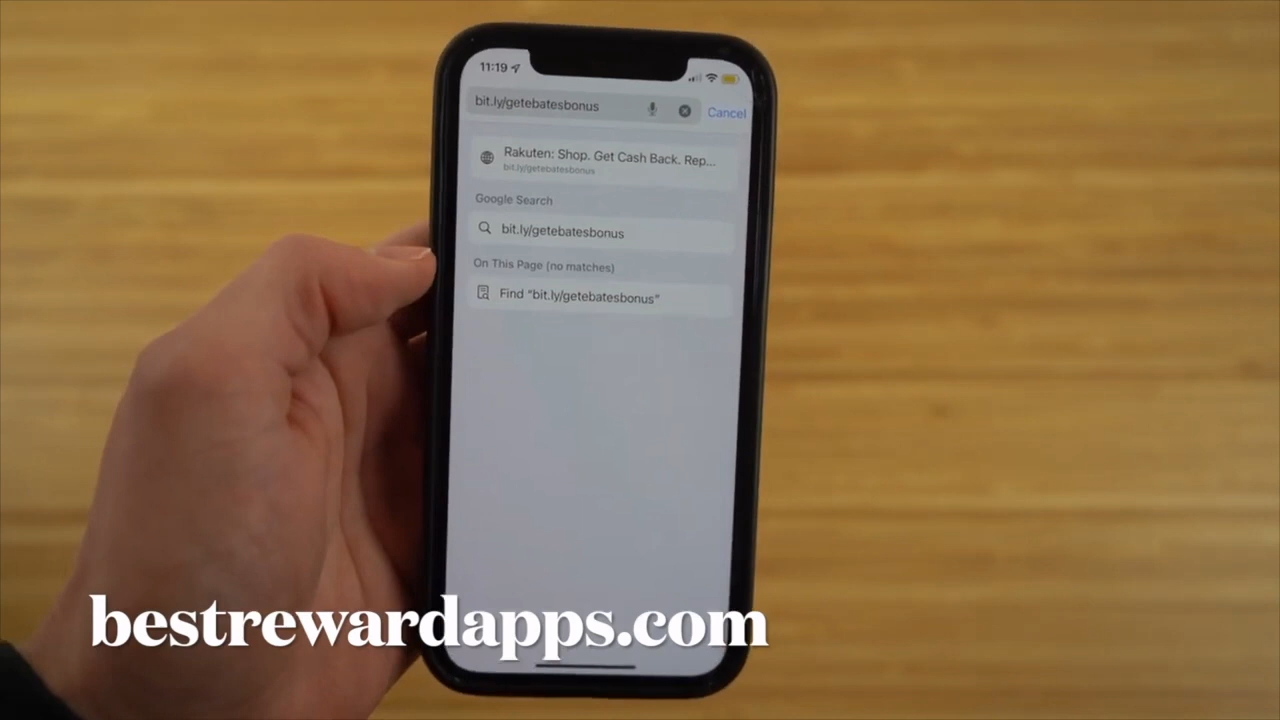 11:19
bit.ly/getebatesbonus
Cancel
Rakuten: Shop. Get Cash Back. Rep...
bit.ly/getebatesbonus
Google Search
bit.ly/getebatesbonus
On This Page (no matches)
Find “bit.ly/getebatesbonus”
bestrewardapps.com